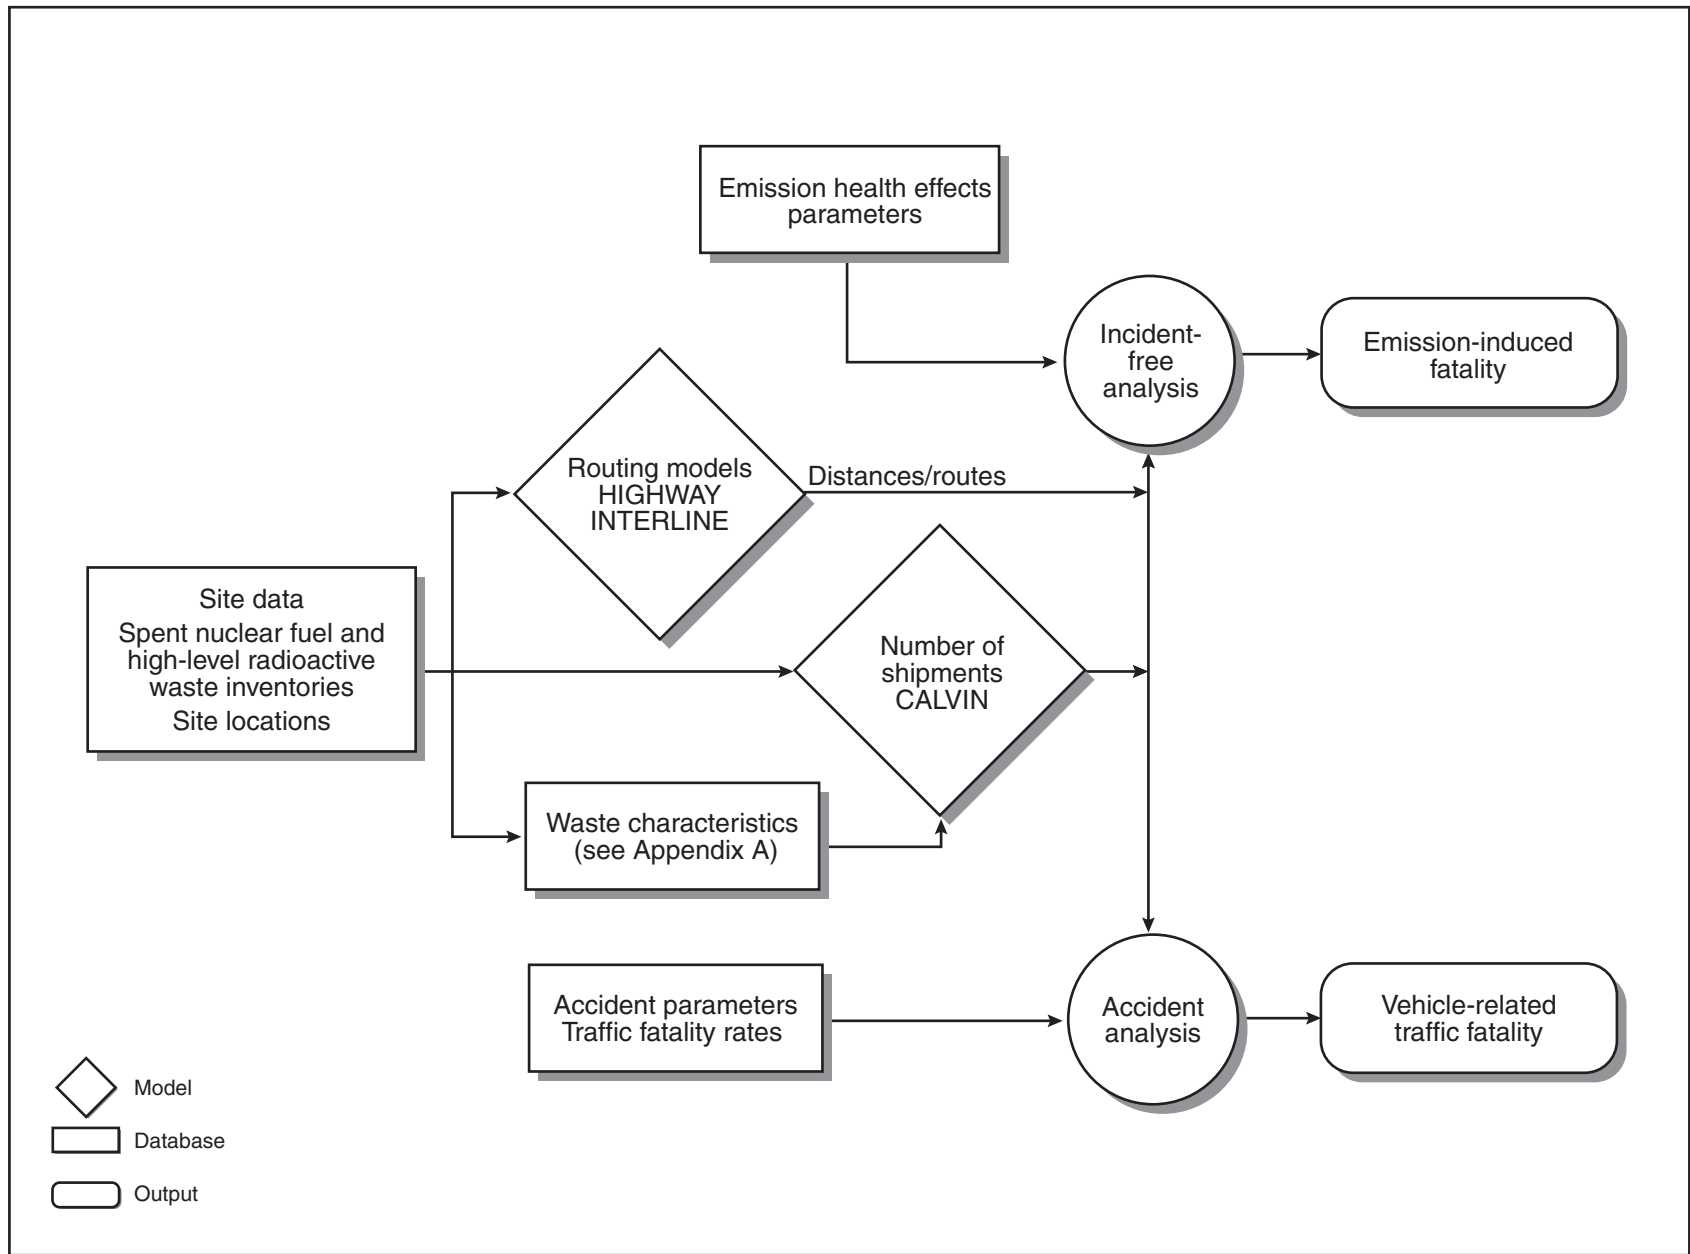 Emission health effects
parameters
Incident-
free
analysis
Emission-induced
fatality
Routing models
HIGHWAY
INTERLINE
Distances/routes
Site data
Spent nuclear fuel and
high-level radioactive
waste inventories
Site locations
Number of
shipments
CALVIN
Waste characteristics
(see Appendix A)
Accident parameters
Traffic fatality rates
Accident
analysis
Vehicle-related
traffic fatality
Model
Database
Output